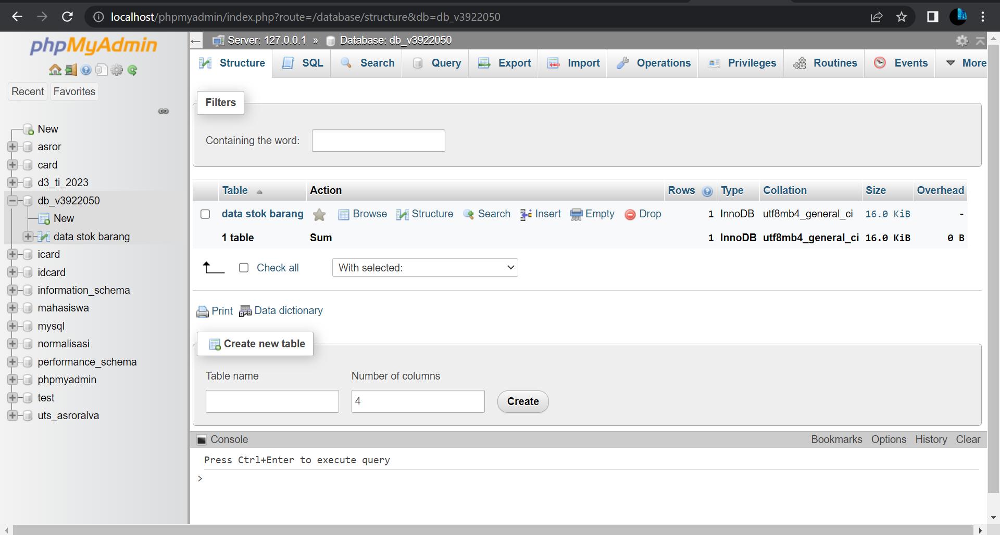 localhost/phpmyadmin/index.php?route=/database/structure&db=db_v3922050
phpMyAdmin
Recent Favorites
New
asror
card
d3_ti_2023
db_v3922050
New
data stok barang
icard
idcard
information_schema
mahasiswa
mysql
normalisasi
performance_schema
phpmyadmin
test
uts_asroralva
Server: 127.0.0.1 » Database: db_v3922050
Structure SQL Search Query Export Import Operations Privileges Routines Events More
Filters
Containing the word:
Table Action Rows Type Collation Size Overhead
data stok barang Browse Structure Search Insert Empty Drop 1 InnoDB utf8mb4_general_ci 16.0 KiB -
1 table Sum 1 InnoDB utf8mb4_general_ci 16.0 KiB 0 B
Check all With selected:
Print Data dictionary
Create new table
Table name Number of columns
4 Create
Console Bookmarks Options History Clear
Press Ctrl+Enter to execute query
>